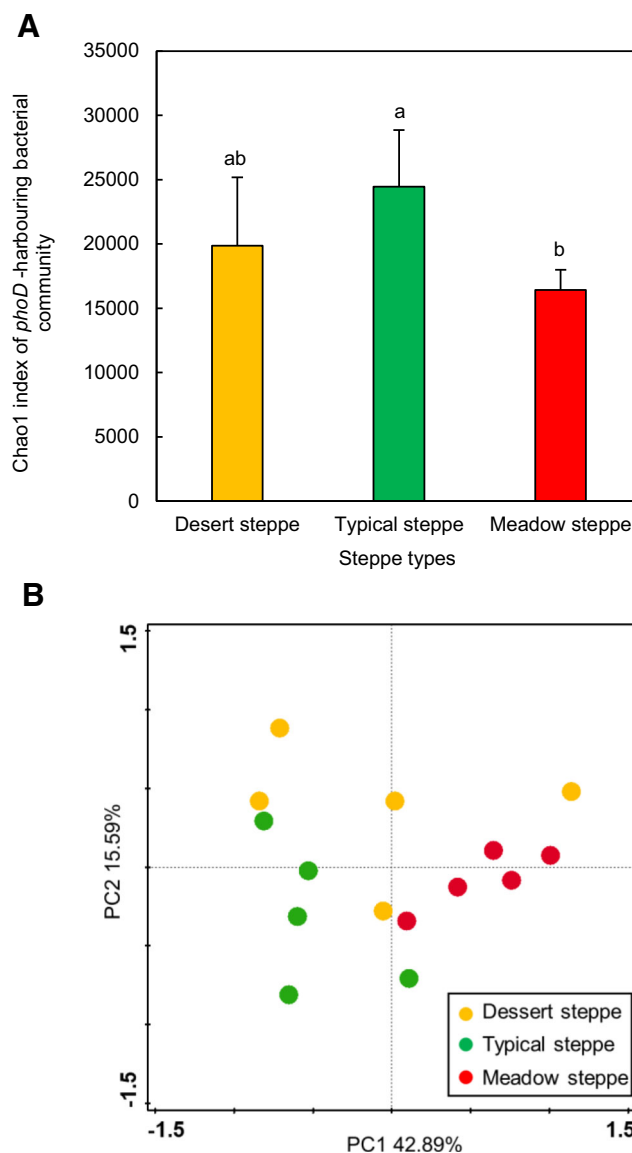 A
Chao1 index of phoD -harbouring bacterial
community
35000
30000
25000
20000
15000
10000
5000
0
ab
a
b
Desert steppe Typical steppe Meadow steppe
Steppe types
B
1.5
PC2 15.59%
-1.5
Dessert steppe
Typical steppe
Meadow steppe
-1.5 1.5
PC1 42.89%